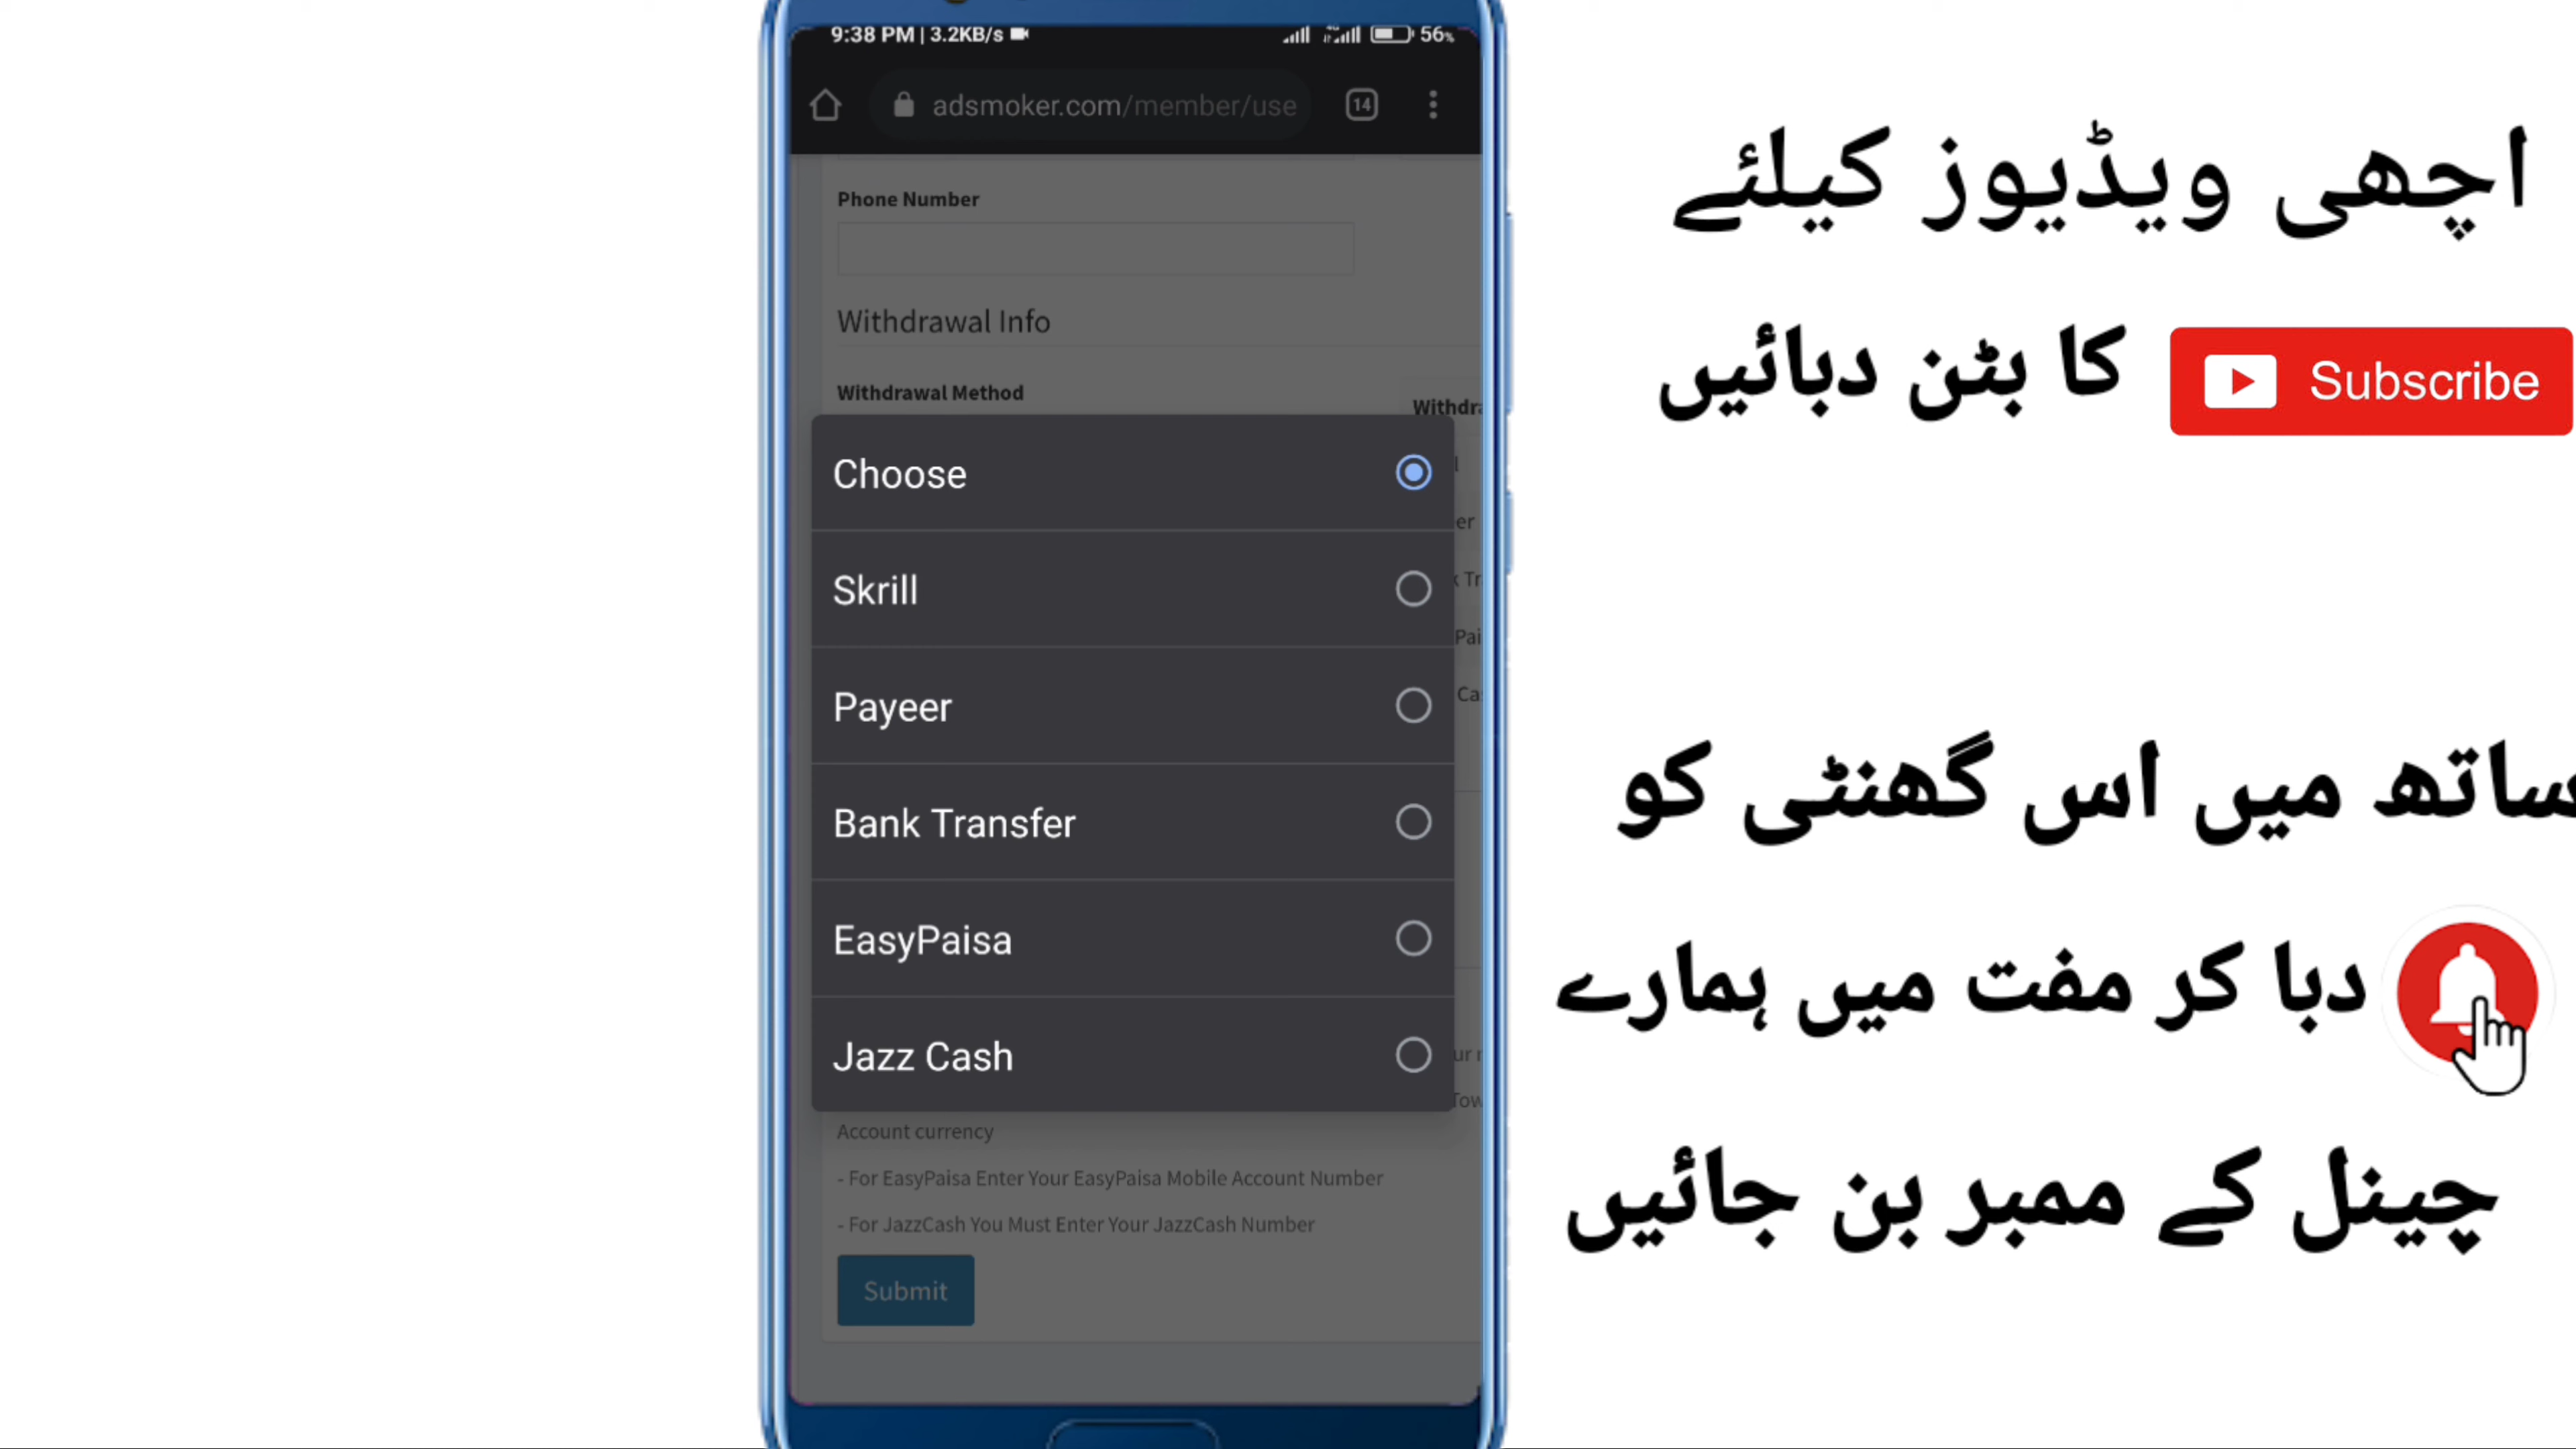 9:38 PM | 3.2KB/s
56%
adsmoker.com/member/use
14
Phone Number
Withdrawal Info
Withdrawal Method
Withdra
Choose
Skrill
Payeer
Bank Transfer
EasyPaisa
Jazz Cash
Account currency
- For EasyPaisa Enter Your EasyPaisa Mobile Account Number
- For JazzCash You Must Enter Your JazzCash Number
Submit
اچھی ویڈیوز کیلئے
Subscribe کا بٹن دبائیں
ساتھ میں اس گھنٹی کو
دبا کر مفت میں ہمارے
چینل کے ممبر بن جائیں